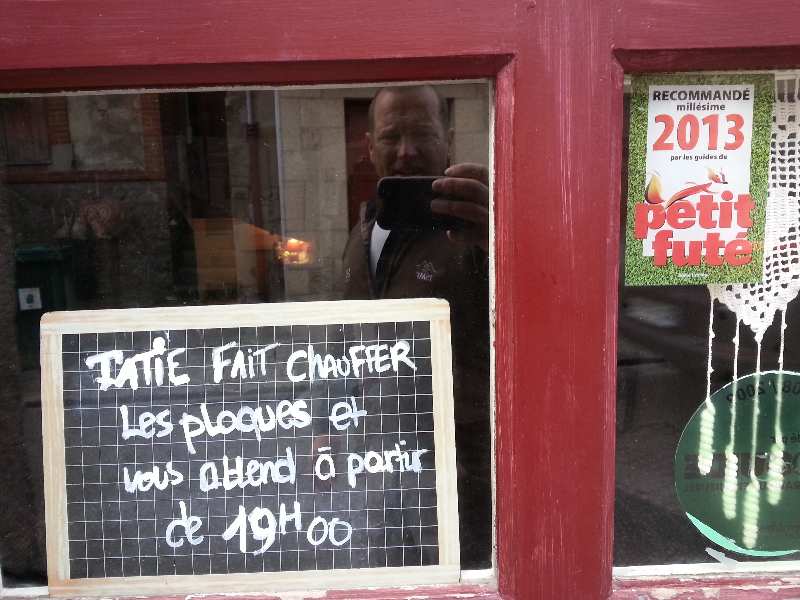 TATIE FAIT CHAUFFER
Les plaques et
vous attend à partir
de 19H00
RECOMMANDÉ
millésime
2013
par les guides du
petit
futé